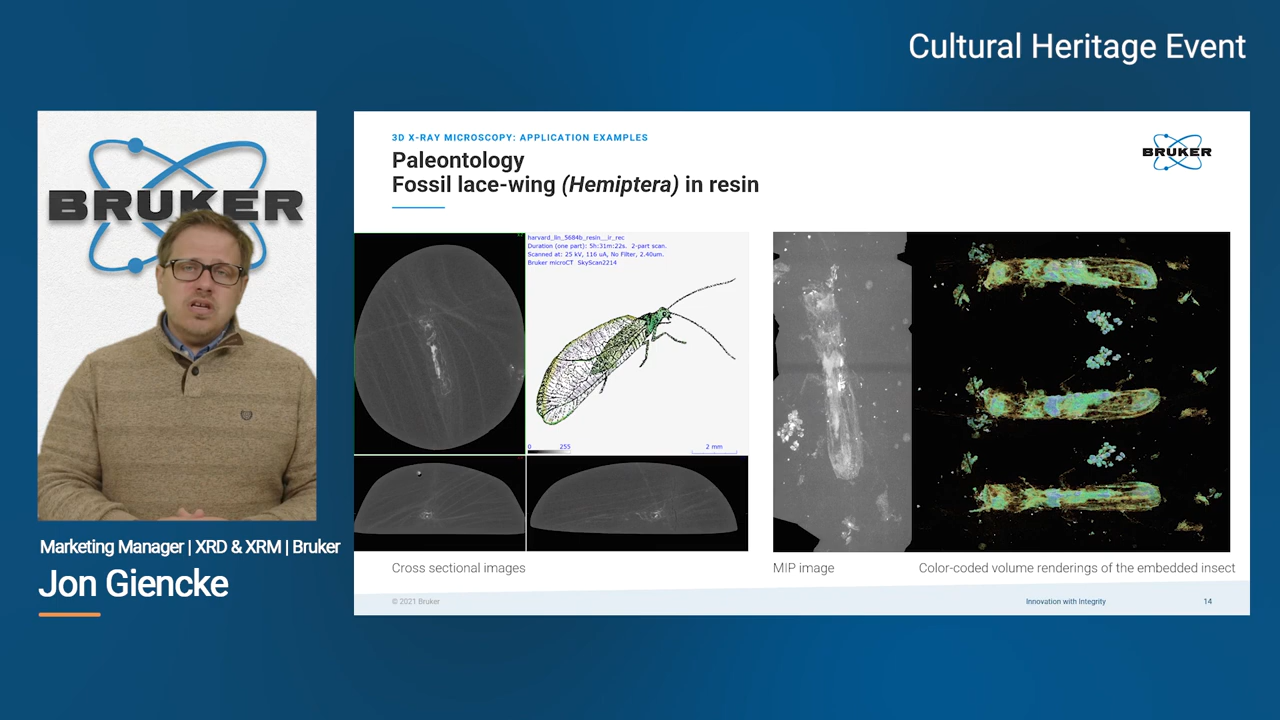 Cultural Heritage Event
BRUKER
3D X-RAY MICROSCOPY: APPLICATION EXAMPLES
Paleontology
Fossil lace-wing (Hemiptera) in resin
BRUKER
harvard_lin_5684b_resin__ir_rec
Duration (one part): 5h:31m:22s. 2-part scan.
Scanned at: 25 kV, 116 uA, No Filter, 2.40um.
Bruker microCT SkyScan2214
0 255
2 mm
Cross sectional images
MIP image
Color-coded volume renderings of the embedded insect
© 2021 Bruker
Innovation with Integrity
14
Marketing Manager | XRD & XRM | Bruker
Jon Giencke